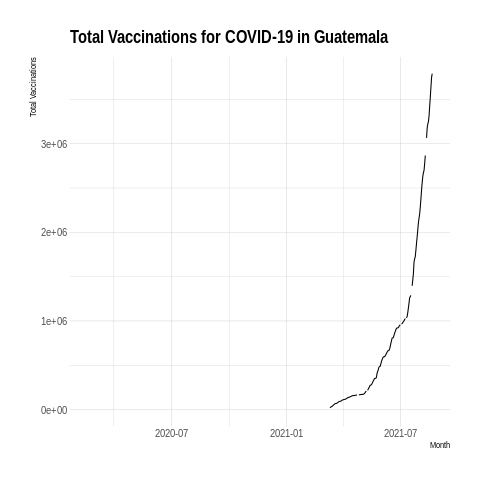 Total Vaccinations for COVID-19 in Guatemala
Total Vaccinations
3e+06
2e+06
1e+06
0e+00
2020-07
2021-01
2021-07
Month